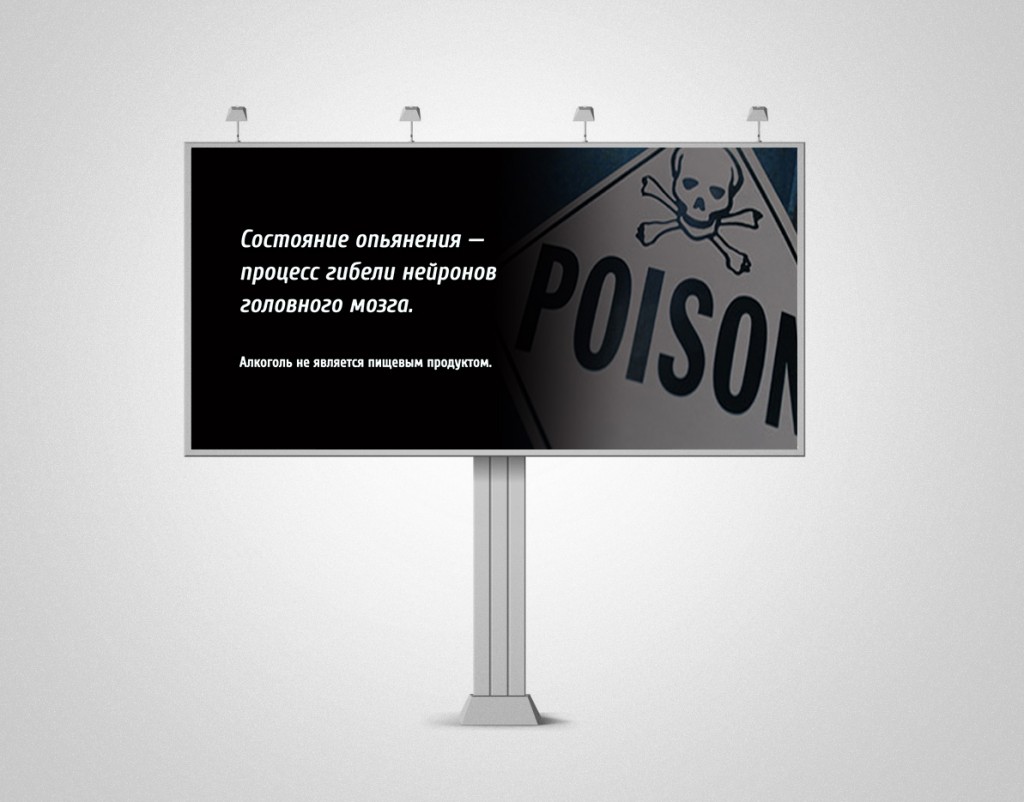 Состояние опьянения —
процесс гибели нейронов
головного мозга.
Алкоголь не является пищевым продуктом.
POISON